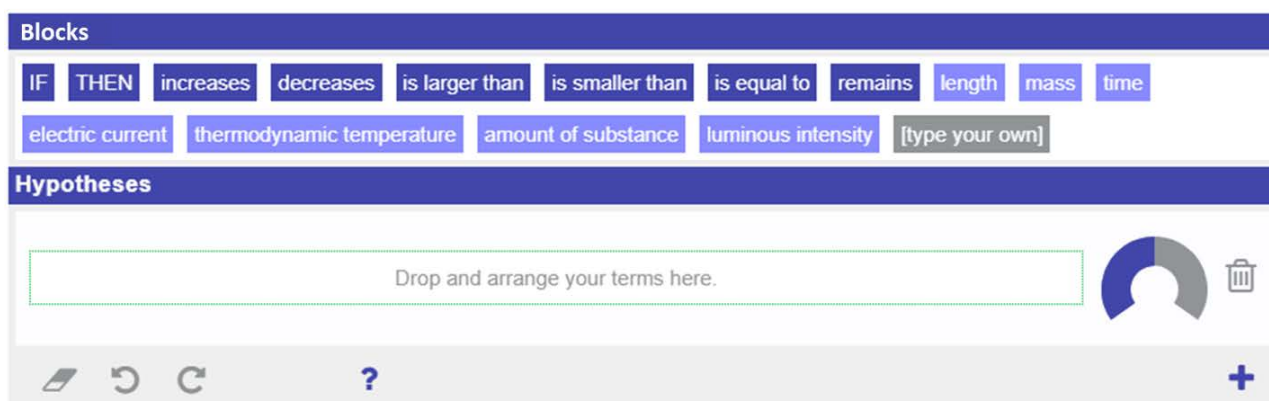 Blocks
IF THEN increases decreases is larger than is smaller than is equal to remains length mass time
electric current thermodynamic temperature amount of substance luminous intensity [type your own]
Hypotheses
Drop and arrange your terms here.
?